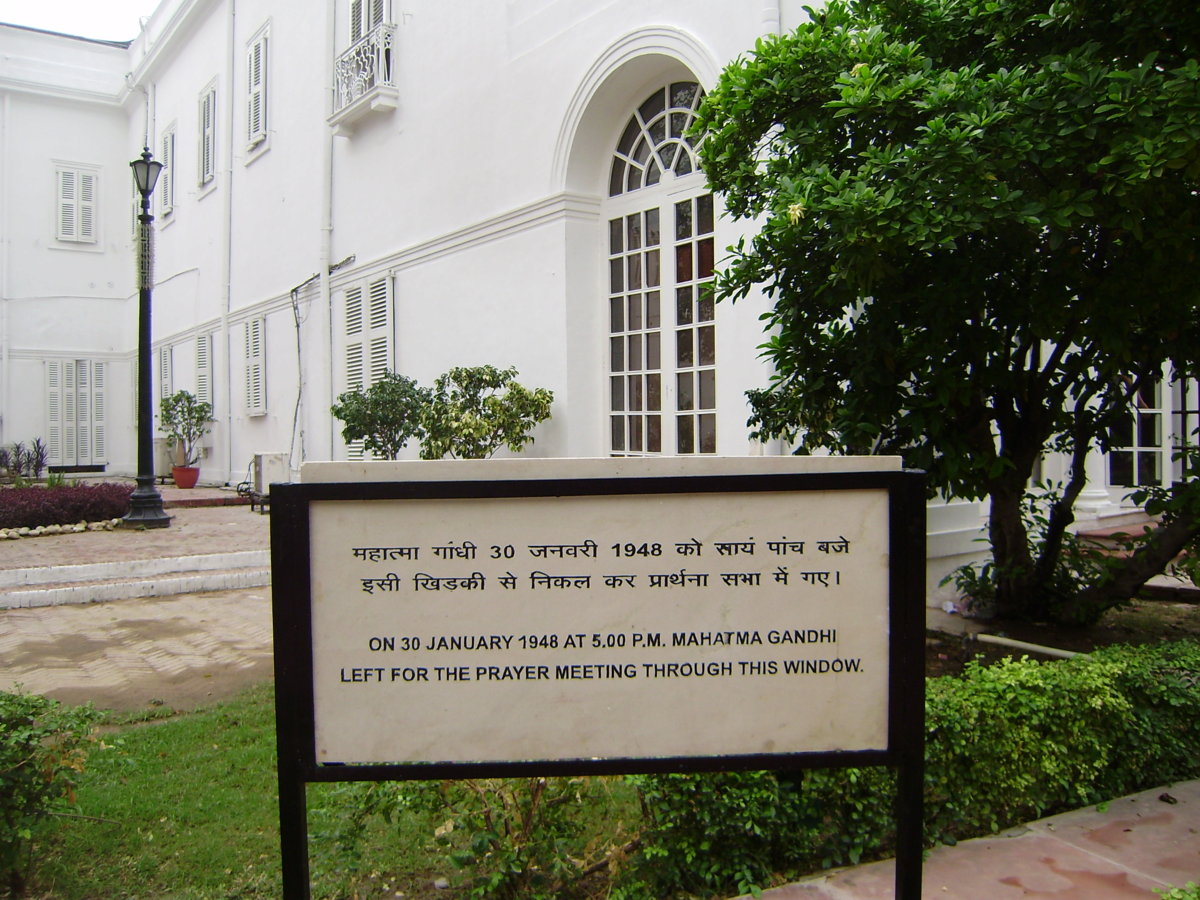 महात्मा गांधी 30 जनवरी 1948 को सायं पांच बजे
इसी खिडकी से निकल कर प्रार्थना सभा में गए।
ON 30 JANUARY 1948 AT 5.00 P.M. MAHATMA GANDHI
LEFT FOR THE PRAYER MEETING THROUGH THIS WINDOW.